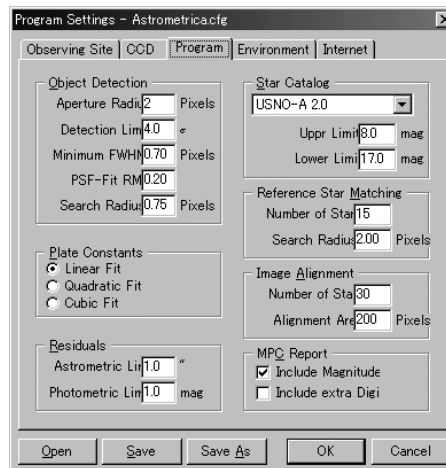 Program Settings - Astrometrica.cfg
Observing Site CCD Program Environment Internet
Object Detection
Aperture Radiu 2 Pixels
Detection Lim 4.0 σ
Minimum FWHM 0.70 Pixels
PSF-Fit RM 0.20
Search Radius 0.75 Pixels
Plate Constants
Linear Fit
Quadratic Fit
Cubic Fit
Residuals
Astrometric Lim 1.0 "
Photometric Lim 1.0 mag
Star Catalog
USNO-A 2.0
Uppr Limit 8.0 mag
Lower Limi 17.0 mag
Reference Star Matching
Number of Star 15
Search Radius 2.00 Pixels
Image Alignment
Number of Sta 30
Alignment Are 200 Pixels
MPC Report
Include Magnitude
Include extra Digi
Open Save Save As OK Cancel